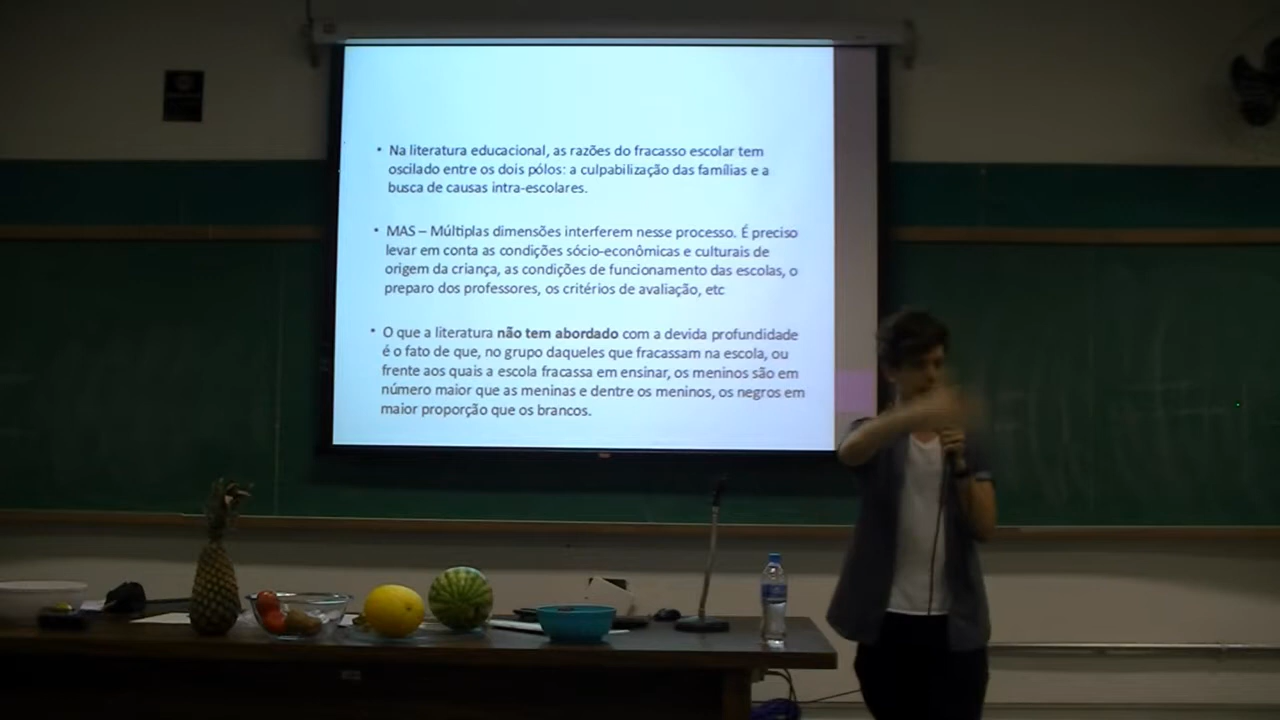 • Na literatura educacional, as razões do fracasso escolar tem
oscilado entre os dois pólos: a culpabilização das famílias e a
busca de causas intra-escolares.
• MAS – Múltiplas dimensões interferem nesse processo. É preciso
levar em conta as condições sócio-econômicas e culturais de
origem da criança, as condições de funcionamento das escolas, o
preparo dos professores, os critérios de avaliação, etc
• O que a literatura não tem abordado com a devida profundidade
é o fato de que, no grupo daqueles que fracassam na escola, ou
frente aos quais a escola fracassa em ensinar, os meninos são em
número maior que as meninas e dentre os meninos, os negros em
maior proporção que os brancos.